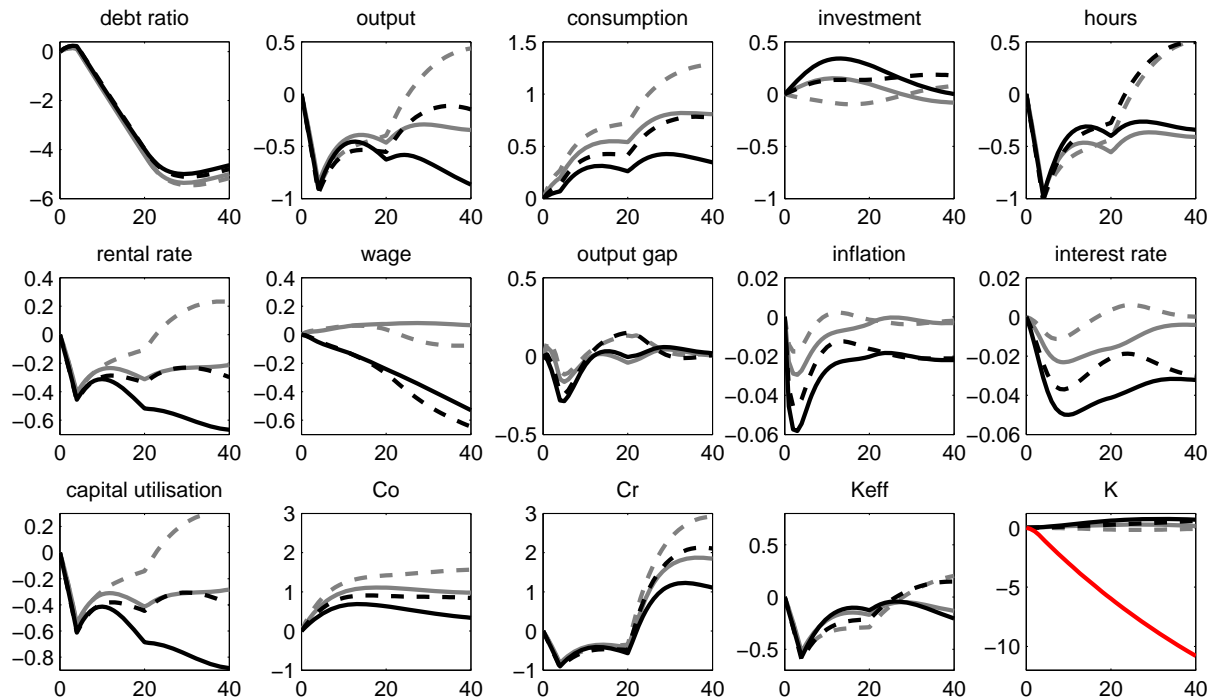 debt ratio output consumption investment hours
0 −2 −4 −6 0 20 40
0.5 0 −0.5 −1 0 20 40
1.5 1 0.5 0 0 20 40
0.5 0 −0.5 −1 0 20 40
0.5 0 −0.5 −1 0 20 40
rental rate wage output gap inflation interest rate
0.4 0.2 0 −0.2 −0.4 −0.6 0 20 40
0.4 0.2 0 −0.2 −0.4 −0.6 0 20 40
0.5 0 −0.5 0 20 40
0.02 0 −0.02 −0.04 −0.06 0 20 40
0.02 0 −0.02 −0.04 −0.06 0 20 40
capital utilisation Co Cr Keff K
0.2 0 −0.2 −0.4 −0.6 −0.8 0 20 40
3 2 1 0 −1 0 20 40
3 2 1 0 −1 0 20 40
0.5 0 −0.5 0 20 40
0 −5 −10 0 20 40